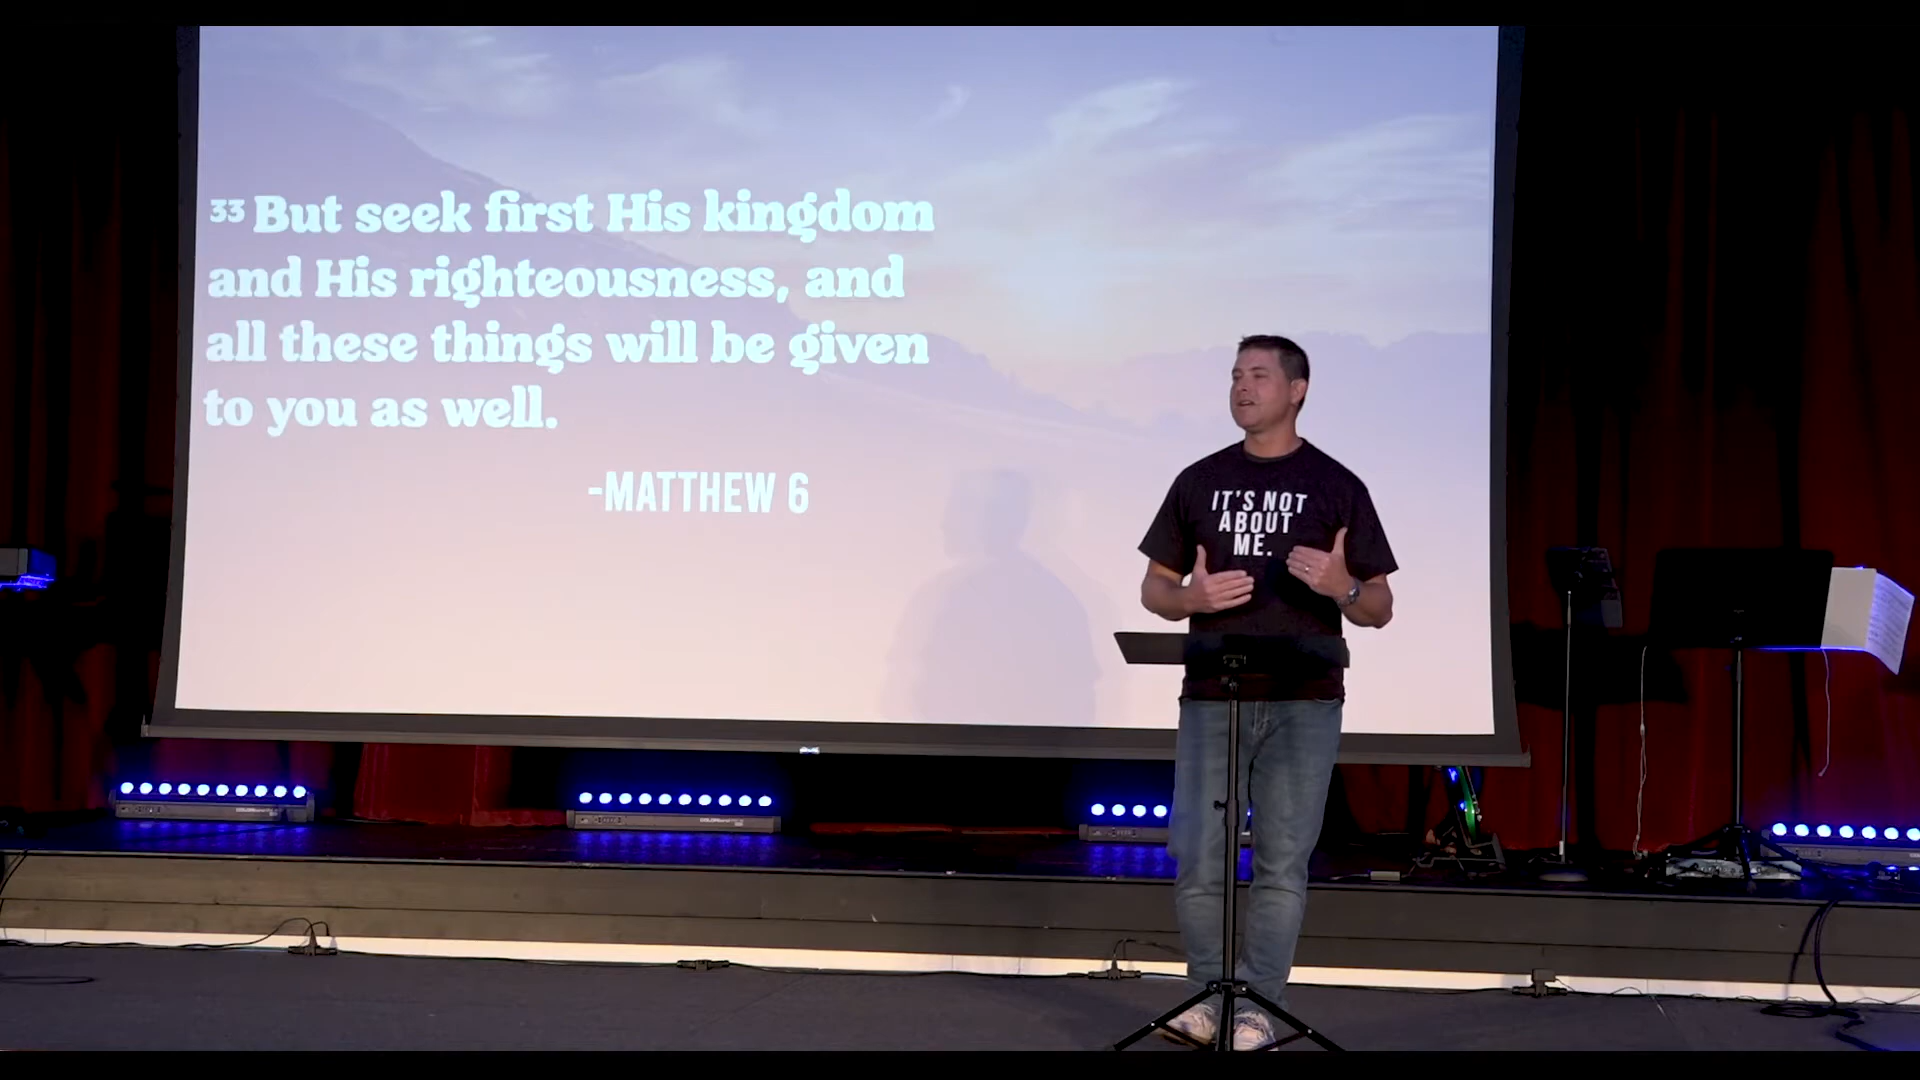 33 But seek first His kingdom
and His righteousness, and
all these things will be given
to you as well.
-MATTHEW 6
IT'S NOT
ABOUT
ME.